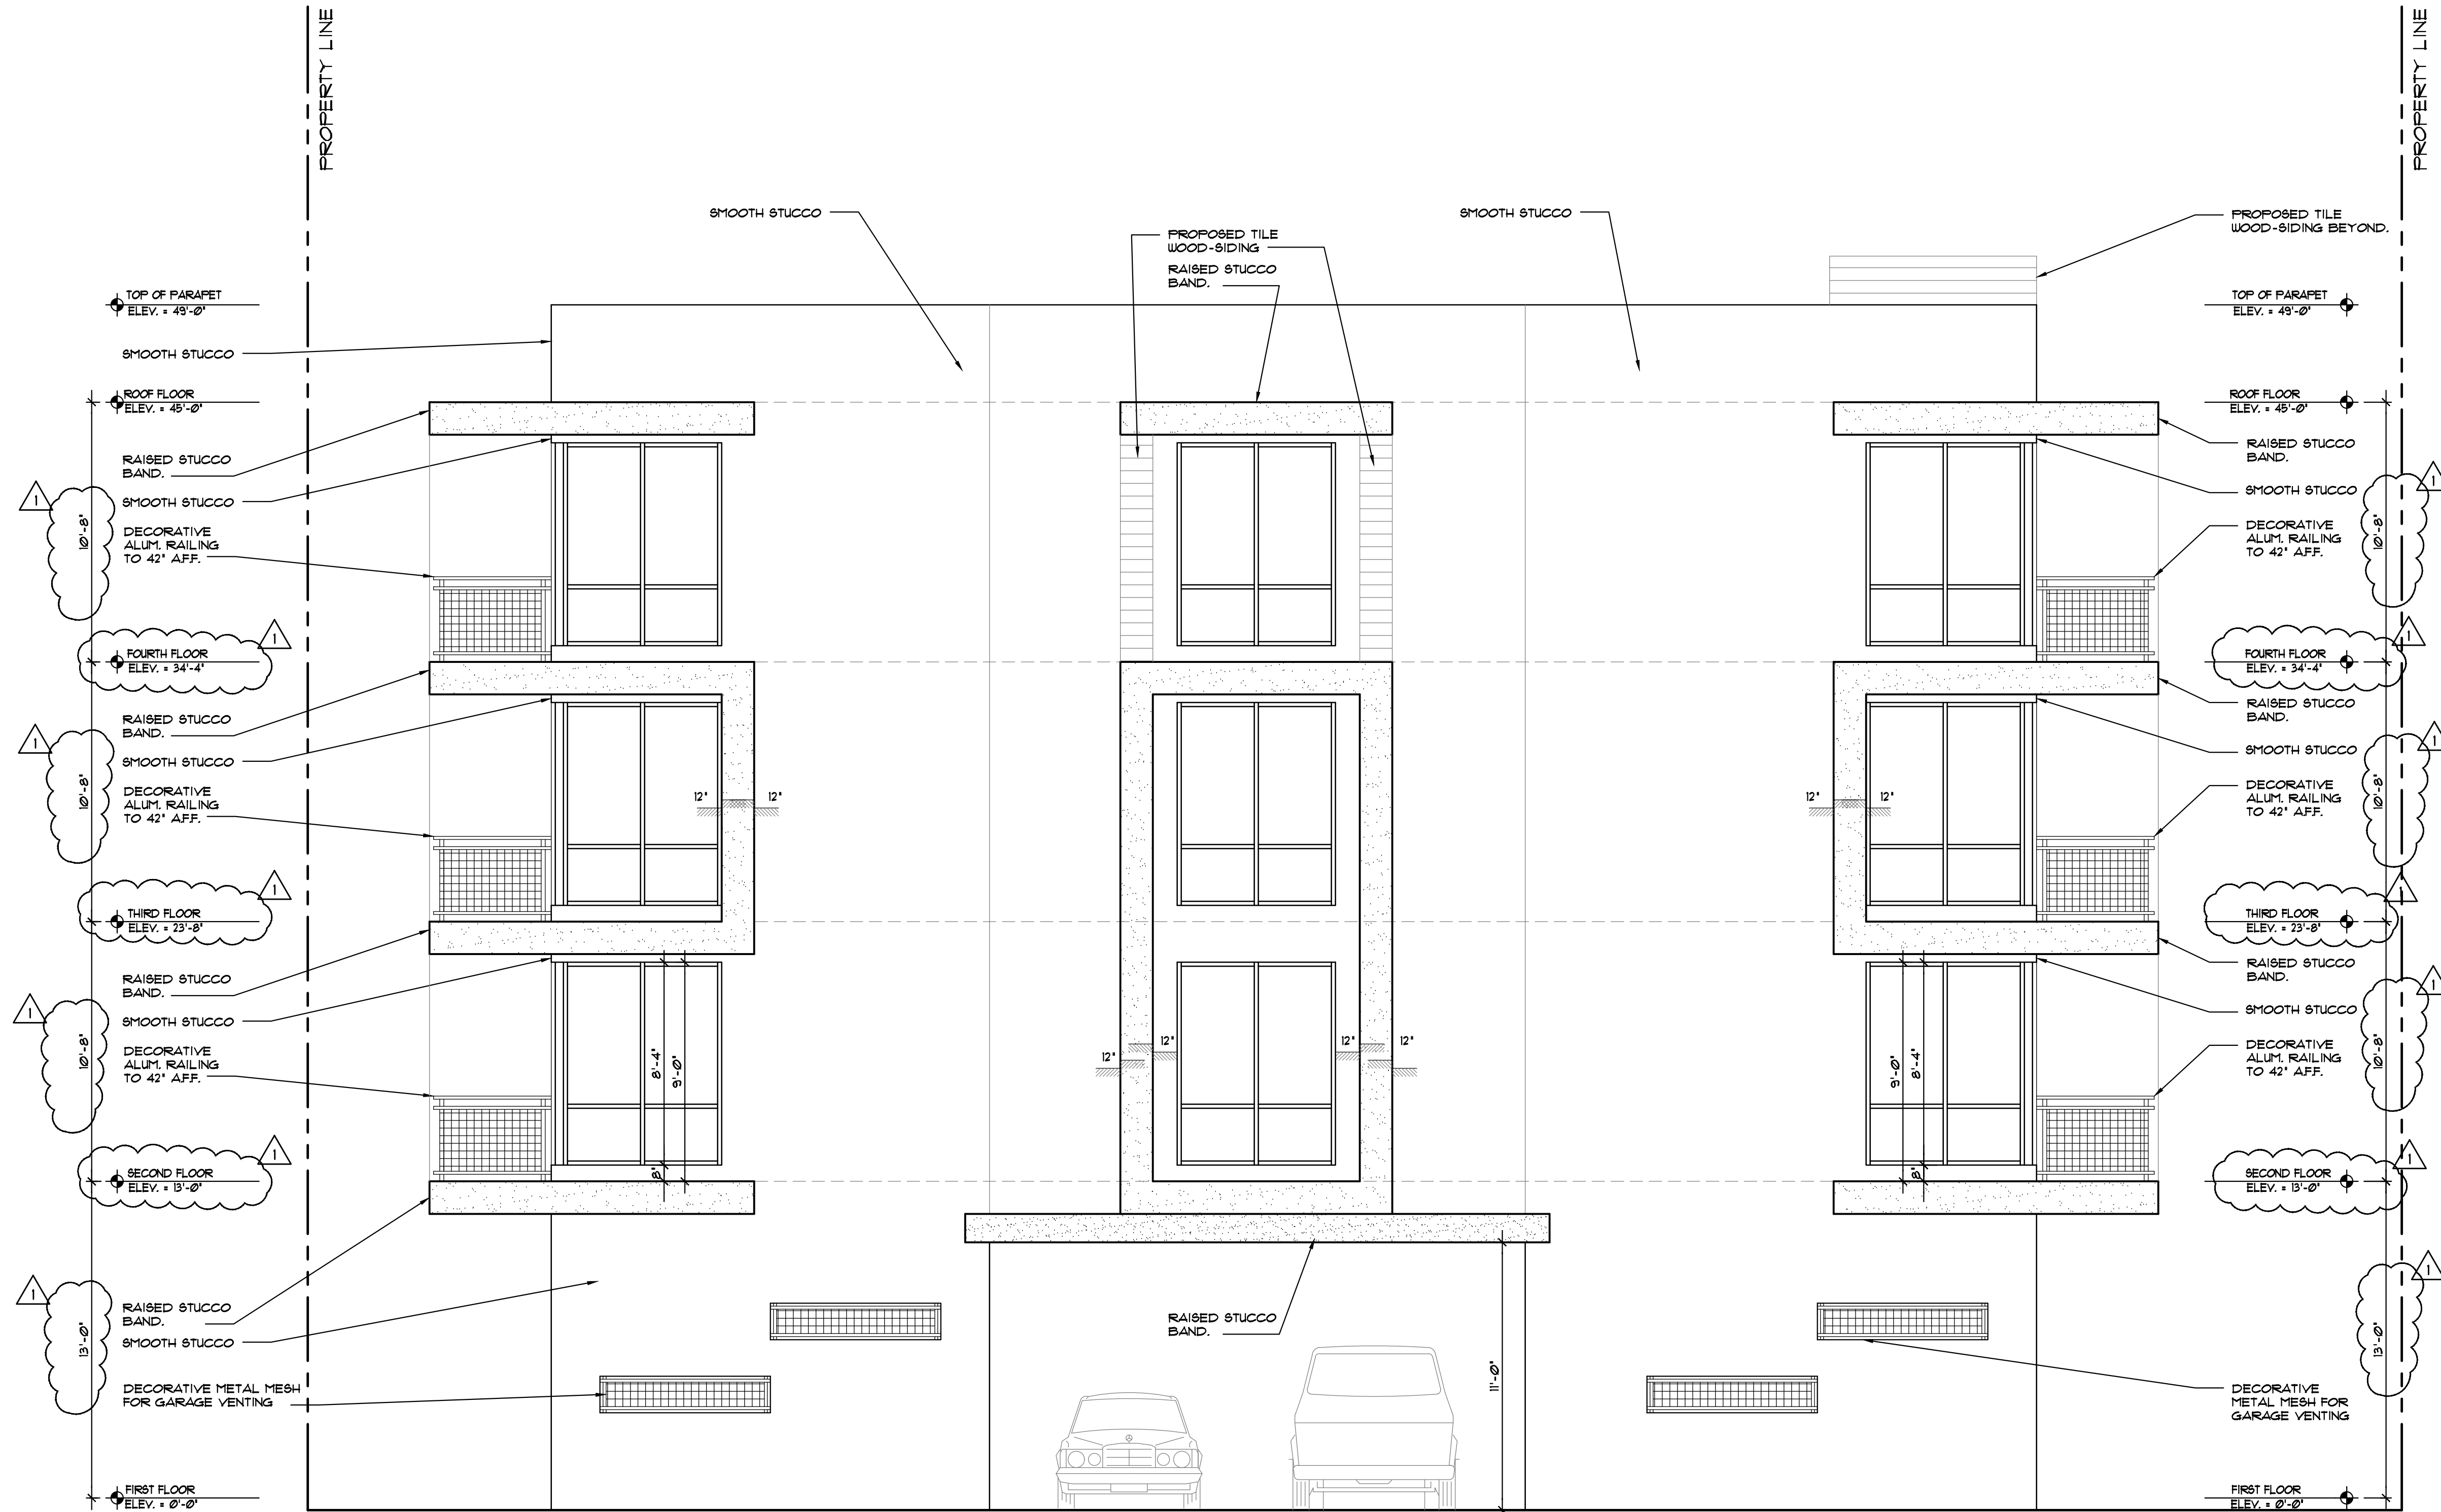 PROPERTY LINE
PROPERTY LINE
SMOOTH STUCCO
PROPOSED TILE
WOOD-SIDING
RAISED STUCCO
BAND.
SMOOTH STUCCO
PROPOSED TILE
WOOD-SIDING BEYOND.
TOP OF PARAPET
ELEV. = 49'-0"
SMOOTH STUCCO
ROOF FLOOR
ELEV. = 45'-0"
RAISED STUCCO
BAND.
SMOOTH STUCCO
1
10'-8"
DECORATIVE
ALUM. RAILING
TO 42" A.F.F.
1
FOURTH FLOOR
ELEV. = 34'-4"
RAISED STUCCO
BAND.
1
SMOOTH STUCCO
10'-8"
DECORATIVE
ALUM. RAILING
TO 42" A.F.F.
1
THIRD FLOOR
ELEV. = 23'-8"
RAISED STUCCO
BAND.
1
SMOOTH STUCCO
10'-8"
DECORATIVE
ALUM. RAILING
TO 42" A.F.F.
1
SECOND FLOOR
ELEV. = 13'-0"
1
RAISED STUCCO
BAND.
13'-0"
SMOOTH STUCCO
DECORATIVE METAL MESH
FOR GARAGE VENTING
FIRST FLOOR
ELEV. = 0'-0"
12"
12"
8'-4"
9'-0"
8"
12"
12"
12"
12"
RAISED STUCCO
BAND.
11'-0"
12"
12"
9'-0"
8'-4"
8"
TOP OF PARAPET
ELEV. = 49'-0"
ROOF FLOOR
ELEV. = 45'-0"
RAISED STUCCO
BAND.
1
SMOOTH STUCCO
10'-8"
DECORATIVE
ALUM. RAILING
TO 42" A.F.F.
1
FOURTH FLOOR
ELEV. = 34'-4"
RAISED STUCCO
BAND.
1
SMOOTH STUCCO
10'-8"
DECORATIVE
ALUM. RAILING
TO 42" A.F.F.
1
THIRD FLOOR
ELEV. = 23'-8"
RAISED STUCCO
BAND.
1
SMOOTH STUCCO
10'-8"
DECORATIVE
ALUM. RAILING
TO 42" A.F.F.
1
SECOND FLOOR
ELEV. = 13'-0"
1
13'-0"
DECORATIVE
METAL MESH FOR
GARAGE VENTING
FIRST FLOOR
ELEV. = 0'-0"